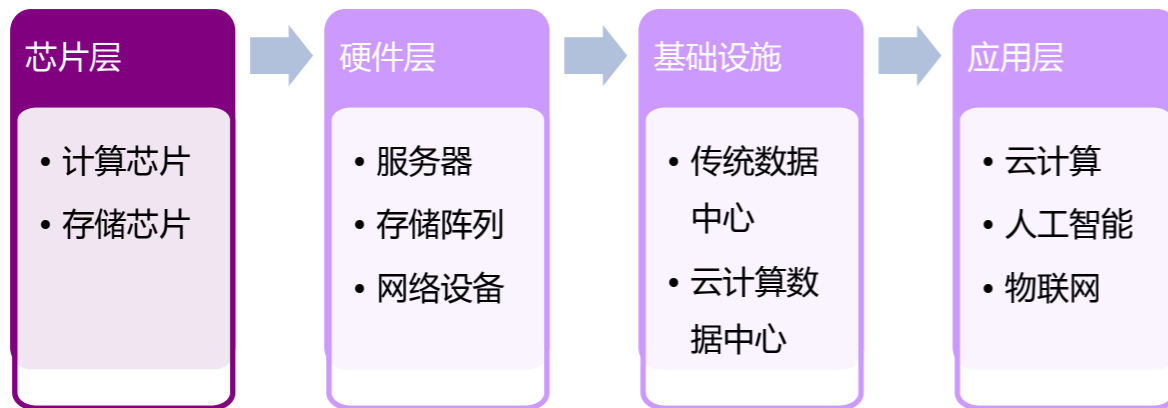 芯片层
• 计算芯片
• 存储芯片
硬件层
• 服务器
• 存储阵列
• 网络设备
基础设施
• 传统数据
中心
• 云计算数
据中心
应用层
• 云计算
• 人工智能
• 物联网